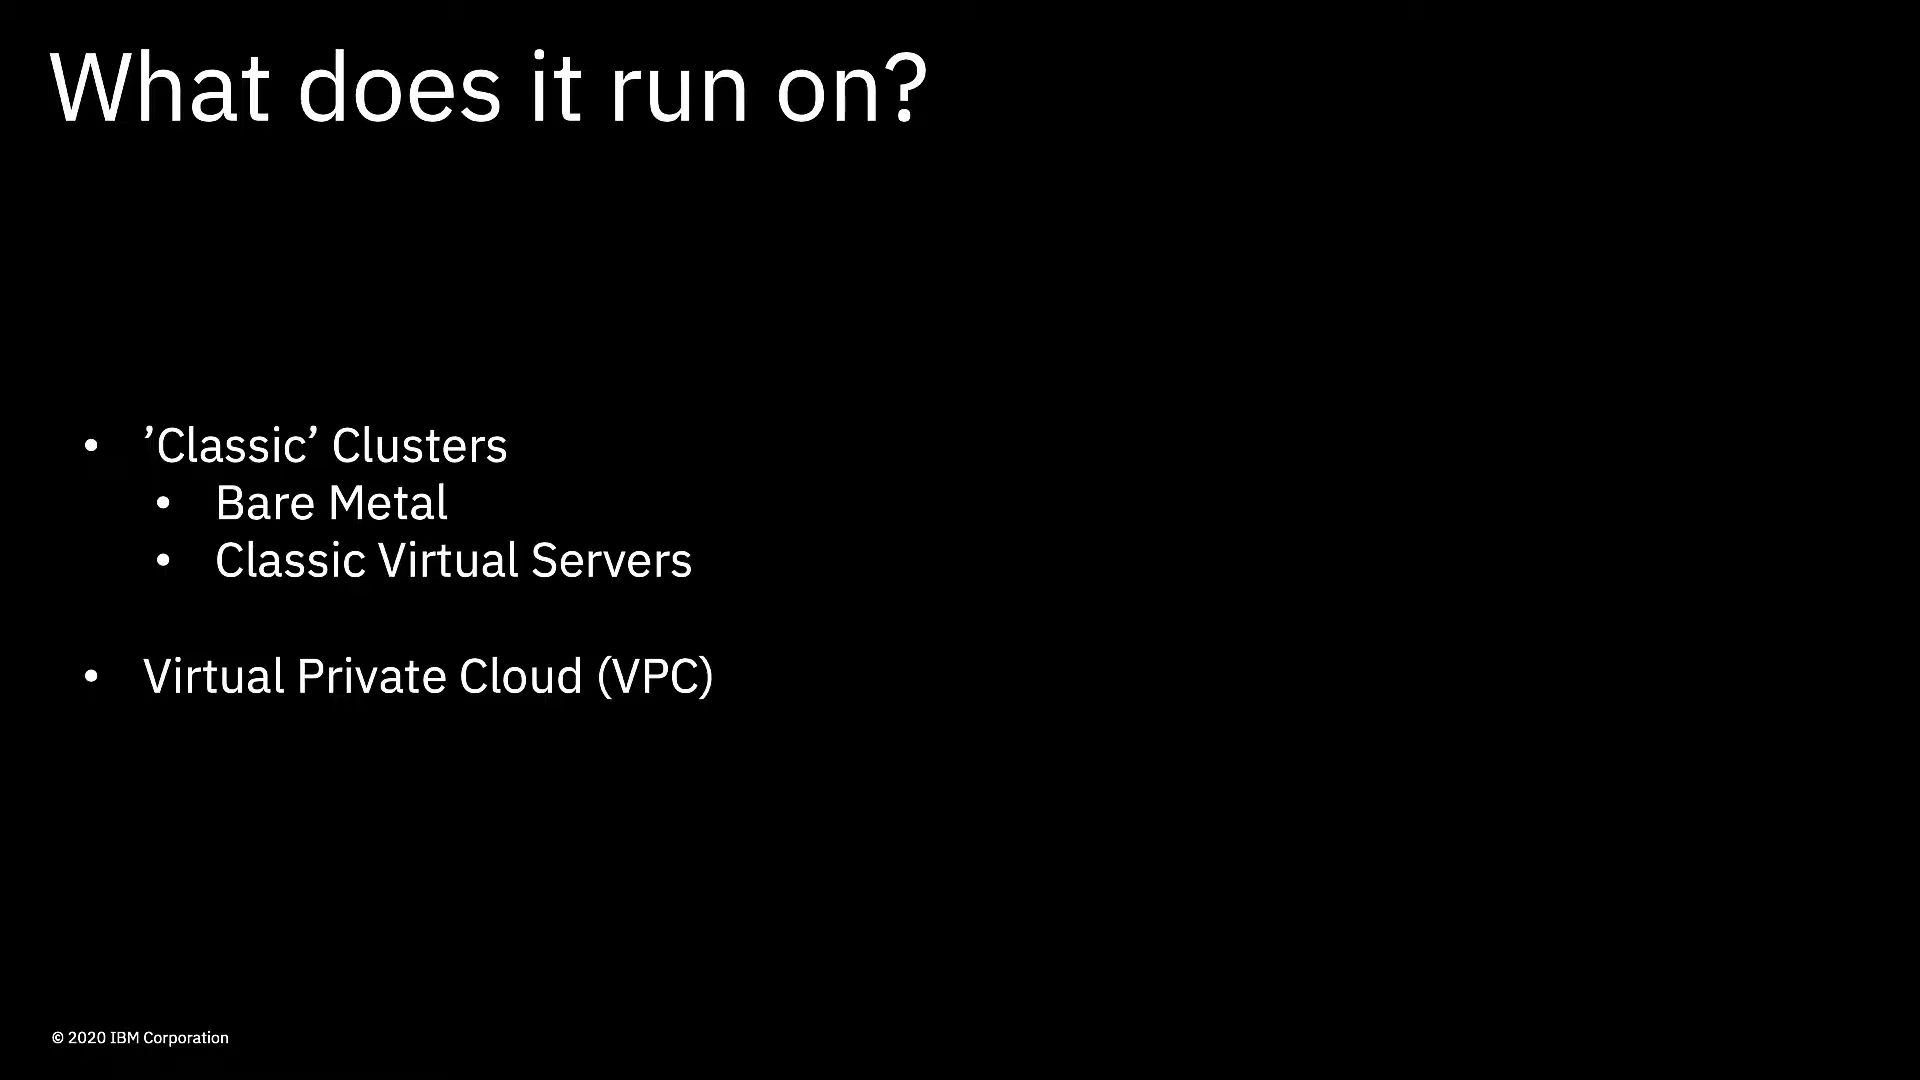 What does it run on?
• ’Classic’ Clusters
• Bare Metal
• Classic Virtual Servers
• Virtual Private Cloud (VPC)
© 2020 IBM Corporation